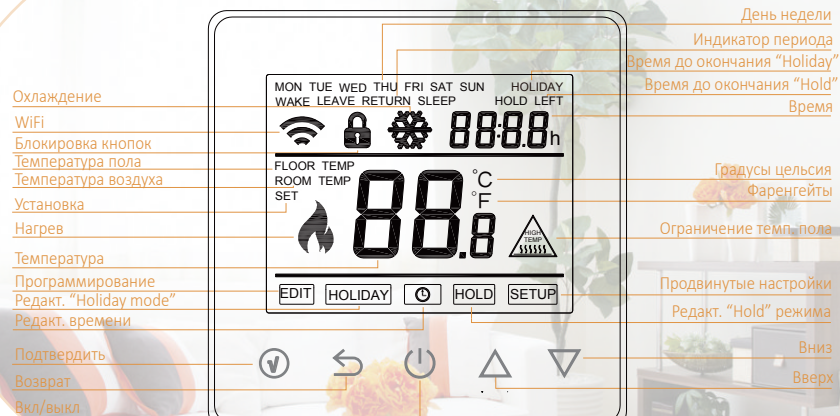 День недели
Индикатор периода
Время до окончания “Holiday”
Время до окончания “Hold”
Время
Градусы цельсия
Фаренгейты
Ограничение темп. пола
Продвинутые настройки
Редакт. “Hold” режима
Вниз
Вверх
Охлаждение
WiFi
Блокировка кнопок
Температура пола
Температура воздуха
Установка
Нагрев
Температура
Программирование
Редакт. “Holiday mode”
Редакт. времени
Подтвердить
Возврат
Вкл/выкл
MON TUE WED THU FRI SAT SUN HOLIDAY
WAKE LEAVE RETURN SLEEP HOLD LEFT
88:88h
FLOOR TEMP
ROOM TEMP
SET
88.8
°C
°F
HIGH
TEMP
EDIT HOLIDAY HOLD SETUP